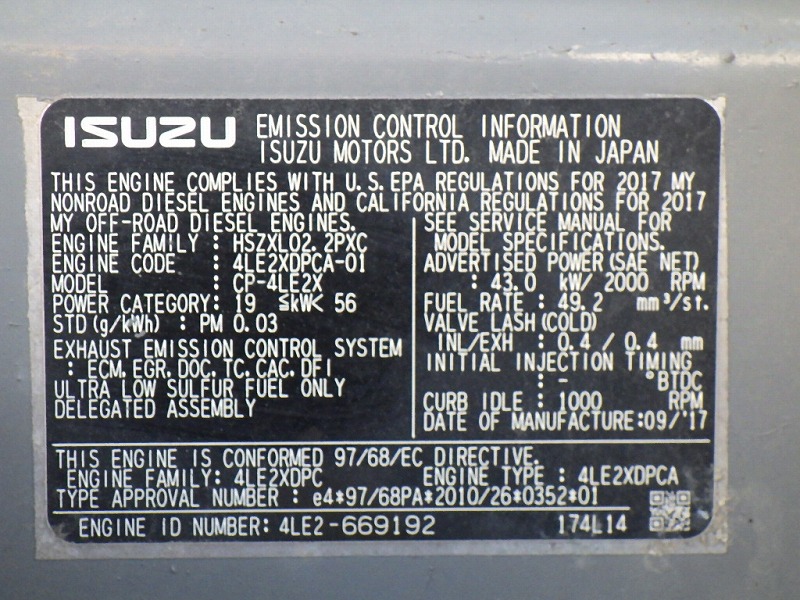 ISUZU EMISSION CONTROL INFORMATION
ISUZU MOTORS LTD. MADE IN JAPAN
THIS ENGINE COMPLIES WITH U.S.EPA REGULATIONS FOR 2017 MY
NONROAD DIESEL ENGINES AND CALIFORNIA REGULATIONS FOR 2017
MY OFF-ROAD DIESEL ENGINES.
ENGINE FAMILY : HSZXL02.2PXC
ENGINE CODE : 4LE2XDPCA-01
MODEL : CP-4LE2X
POWER CATEGORY: 19 ≦kW< 56
STD (g/kWh) : PM 0.03
EXHAUST EMISSION CONTROL SYSTEM
: ECM, EGR, DOC, TC, CAC, DFI
ULTRA LOW SULFUR FUEL ONLY
DELEGATED ASSEMBLY
SEE SERVICE MANUAL FOR
MODEL SPECIFICATIONS.
ADVERTISED POWER (SAE NET)
: 43.0 kW/ 2000 RPM
FUEL RATE : 49.2 mm³/st.
VALVE LASH (COLD)
INL/EXH : 0.4 / 0.4 mm
INITIAL INJECTION TIMING
: - °BTDC
CURB IDLE : 1000 RPM
DATE OF MANUFACTURE:09/'17
THIS ENGINE IS CONFORMED 97/68/EC DIRECTIVE.
ENGINE FAMILY: 4LE2XDPC ENGINE TYPE : 4LE2XDPCA
TYPE APPROVAL NUMBER : e4*97/68PA*2010/26*0352*01
ENGINE ID NUMBER: 4LE2-669192 174L14